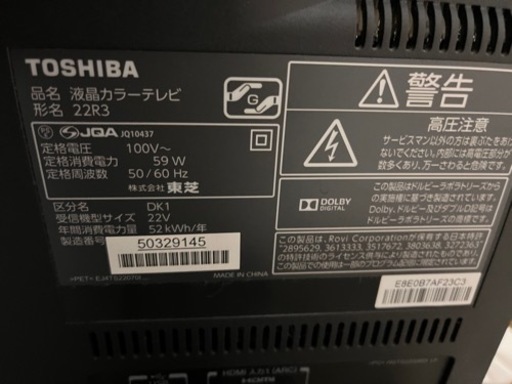 TOSHIBA
品名 液晶カラーテレビ
形名 22R3
JQA JQ10437
定格電圧 100V~
定格消費電力 59 W
定格周波数 50 / 60 Hz
株式会社 東芝
区分名 DK1
受信機型サイズ 22V
年間消費電力量 52 kWh/年
製造番号
50329145
MADE IN CHINA
警告
高圧注意
サービスマン以外の方は裏ぶたをあけ
ないでください。内部には高電圧部分が
数多くあり、万一さわると危険です。
DOLBY
DIGITAL
この製品はドルビーラボラトリーズから
の実施権に基づき製造されています。
Dolby、ドルビー及びダブルD記号は
ドルビーラボラトリーズの商標です。
この製品は、Rovi Corporationが保有する日本特許
"2895629, 3613333, 3517672, 3803638, 3272363"
E8E0B7AF23C3
HDMI 入力1 (ARC)